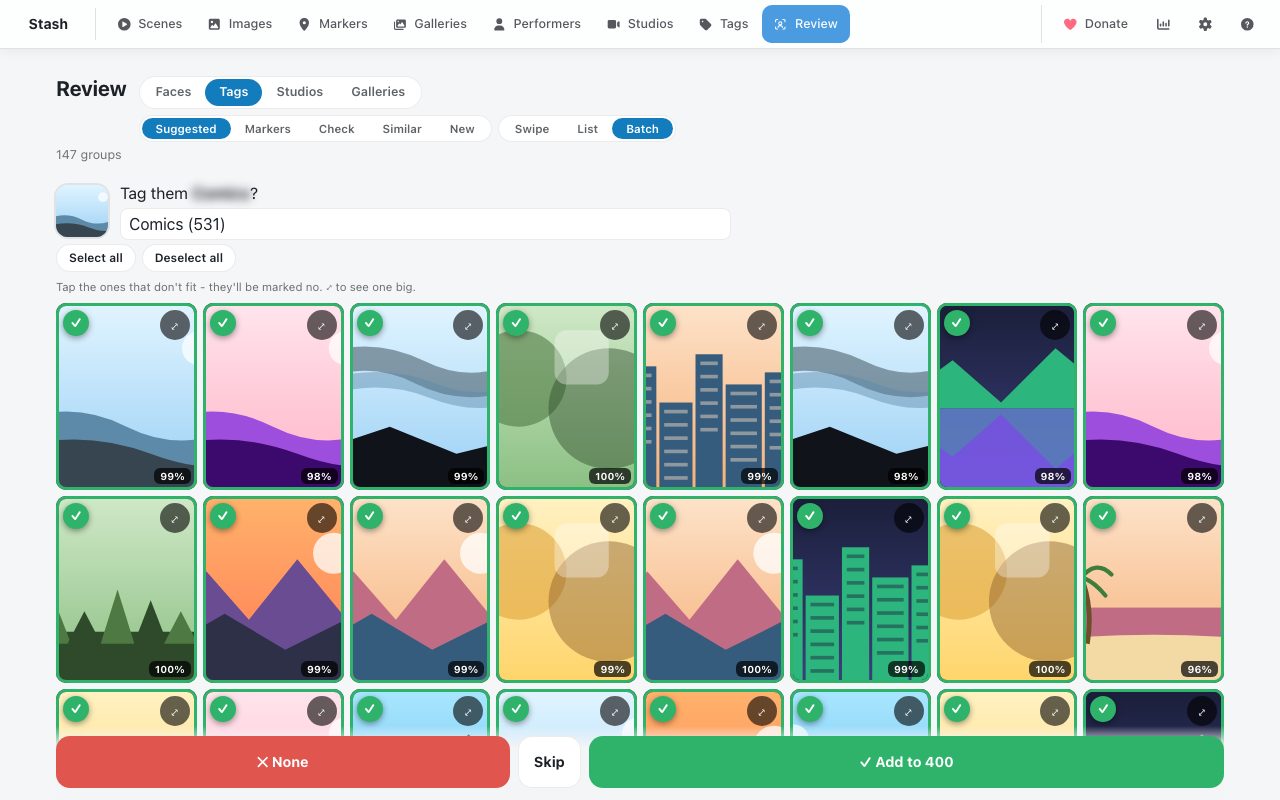 Stash Scenes Images Markers Galleries Performers Studios Tags Review Donate
Review Faces Tags Studios Galleries
Suggested Markers Check Similar New Swipe List Batch
147 groups
Tag them ?
Comics (531)
Select all Deselect all
Tap the ones that don't fit - they'll be marked no. ⤢ to see one big.
99% 98% 99% 100% 99% 98% 98% 98%
100% 99% 99% 99% 100% 99% 100% 96%
None Skip Add to 400